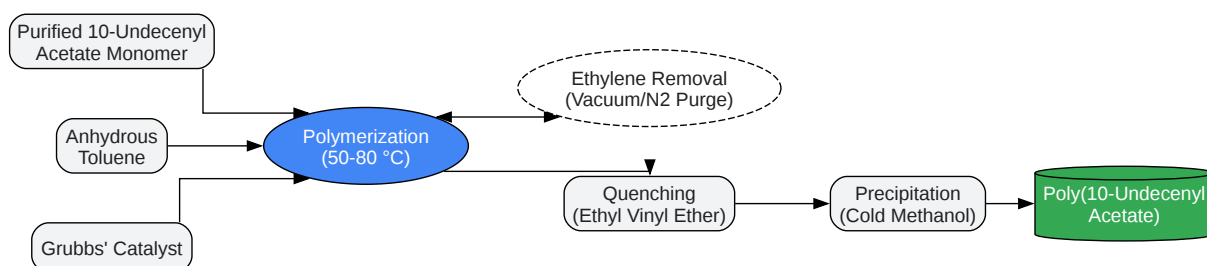 Purified 10-Undecenyl
Acetate Monomer
Ethylene Removal
(Vacuum/N2 Purge)
Anhydrous
Toluene
Polymerization
(50-80 °C)
Quenching
(Ethyl Vinyl Ether)
Precipitation
(Cold Methanol)
Poly(10-Undecenyl
Acetate)
Grubbs' Catalyst